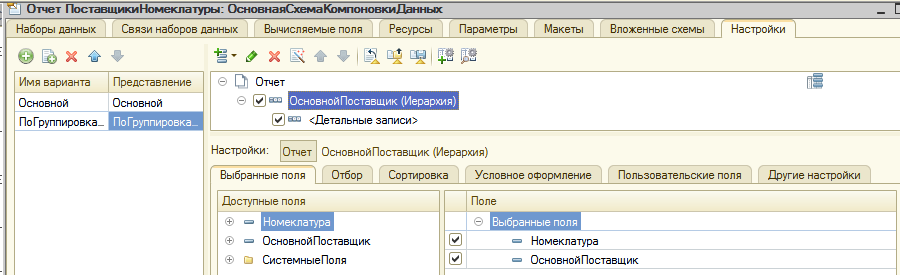 Отчет ПоставщикиНомеклатуры: ОсновнаяСхемаКомпоновкиДанных
Наборы данных Связи наборов данных Вычисляемые поля Ресурсы Параметры Макеты Вложенные схемы Настройки
Имя варианта Представление
Основной Основной
ПоГруппировка... ПоГруппировка...
Отчет
ОсновнойПоставщик (Иерархия)
<Детальные записи>
Настройки: Отчет ОсновнойПоставщик (Иерархия)
Выбранные поля Отбор Сортировка Условное оформление Пользовательские поля Другие настройки
Доступные поля Поле
Номеклатура Выбранные поля
ОсновнойПоставщик Номеклатура
СистемныеПоля ОсновнойПоставщик